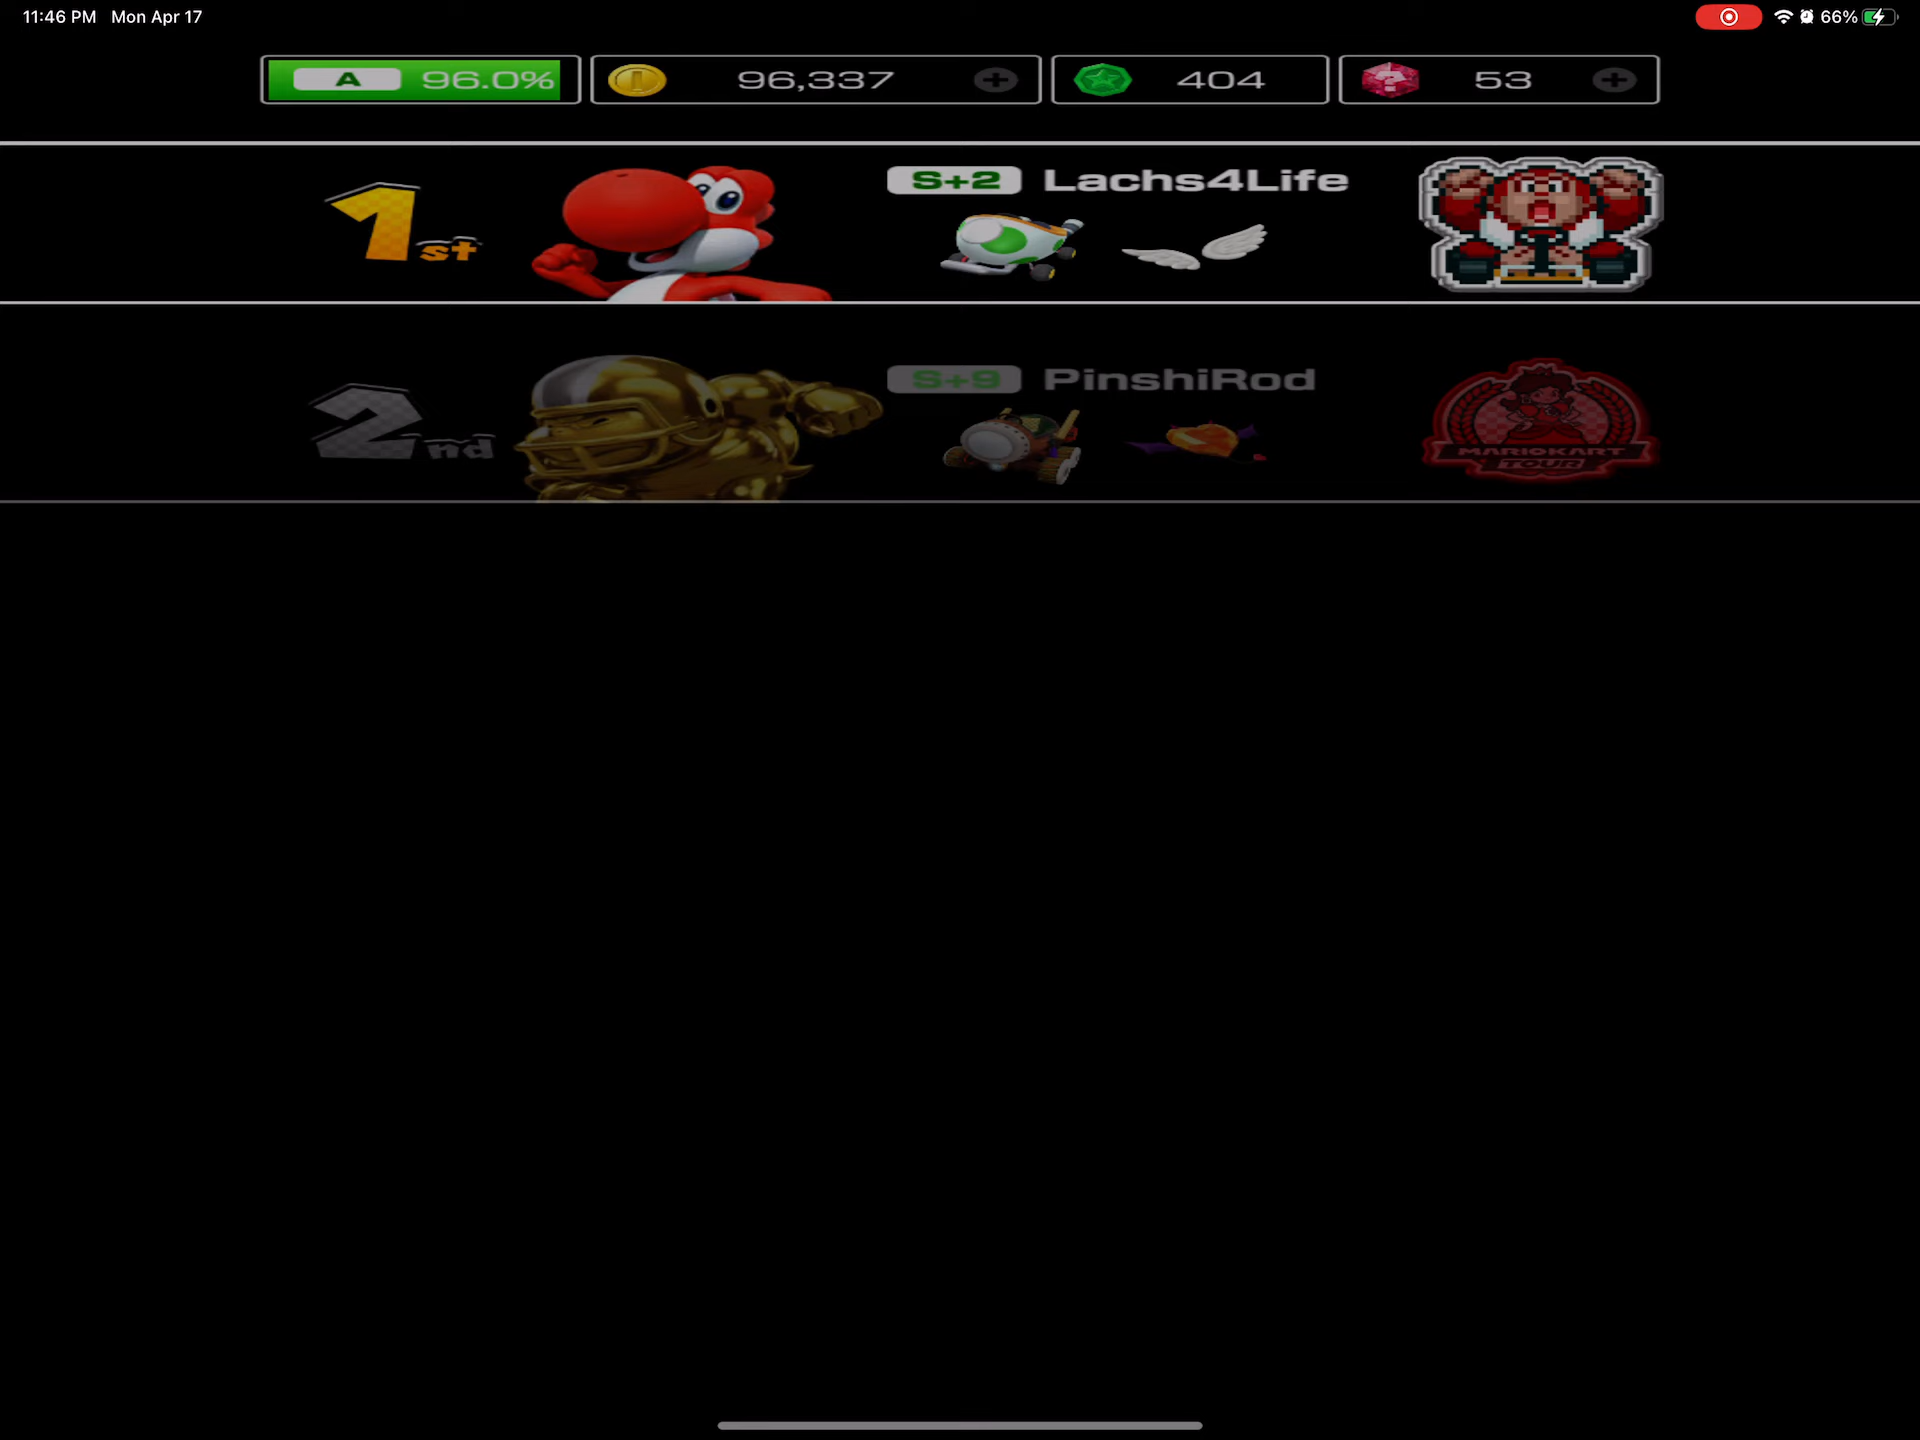 11:46 PM Mon Apr 17
66%
A 96.0%
96,337
404
53
1st
S+2 Lachs4Life
2nd
S+9 PinshiRod
MARIOKART
TOUR